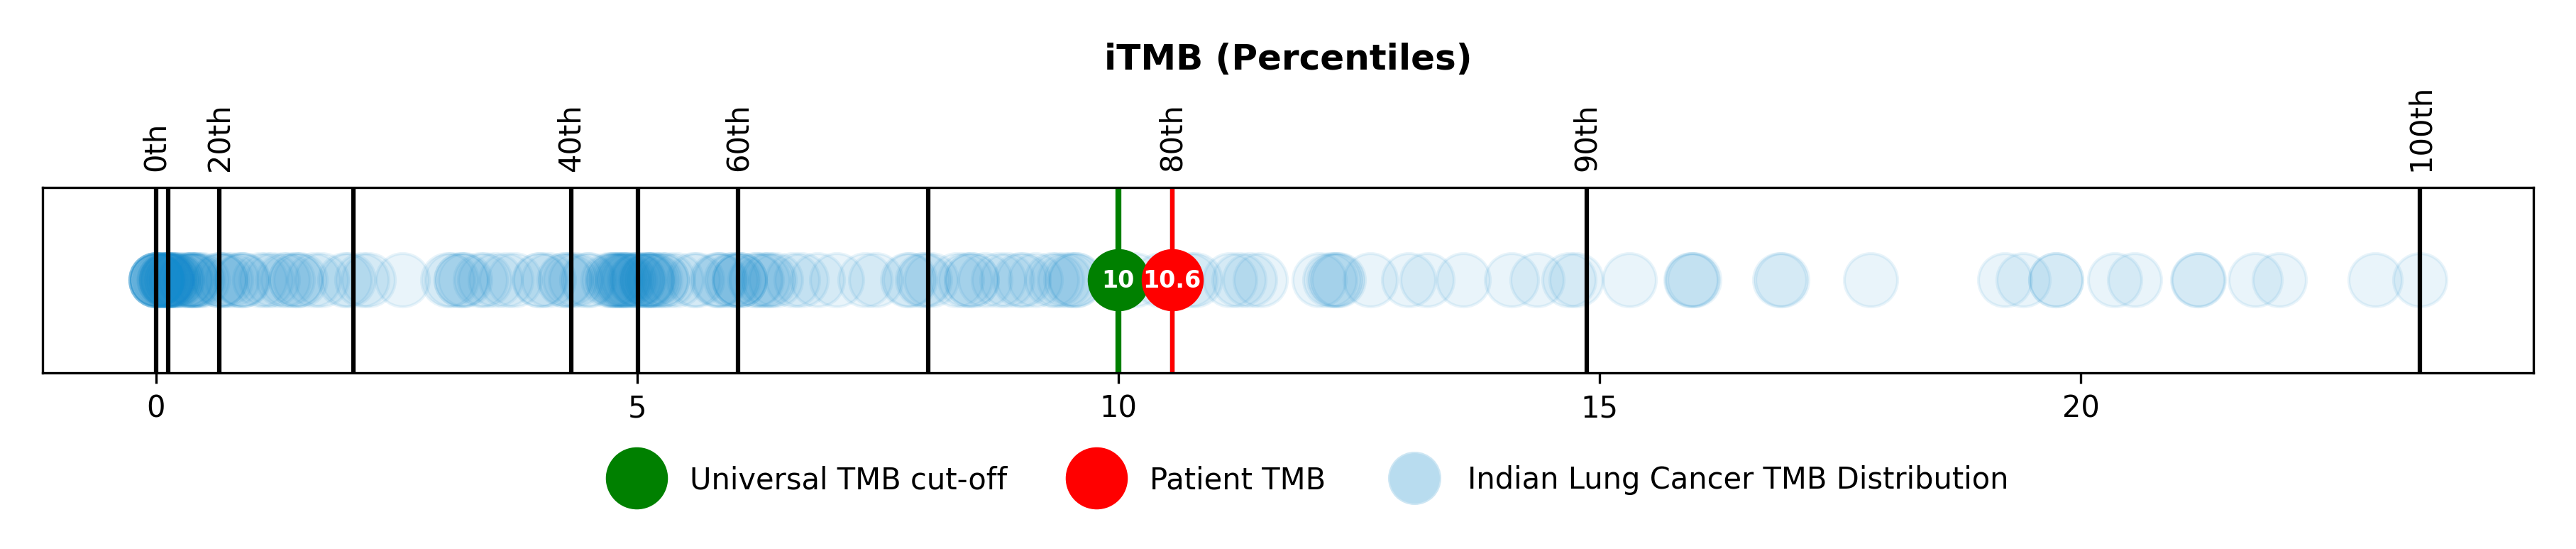 iTMB (Percentiles)
0th 20th 40th 60th 80th 90th 100th
10 10.6
0 5 10 15 20
Universal TMB cut-off Patient TMB Indian Lung Cancer TMB Distribution